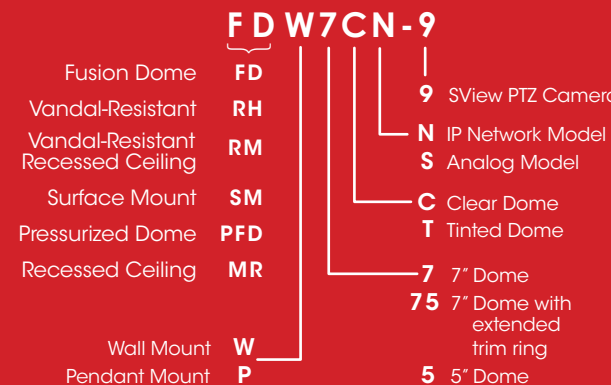 FDW7CN-9
Fusion Dome FD
Vandal-Resistant RH
Vandal-Resistant
Recessed Ceiling RM
Surface Mount SM
Pressurized Dome PFD
Recessed Ceiling MR
Wall Mount W
Pendant Mount P
9 SView PTZ Camera
N IP Network Model
S Analog Model
C Clear Dome
T Tinted Dome
7 7" Dome
75 7" Dome with
extended
trim ring
5 5" Dome